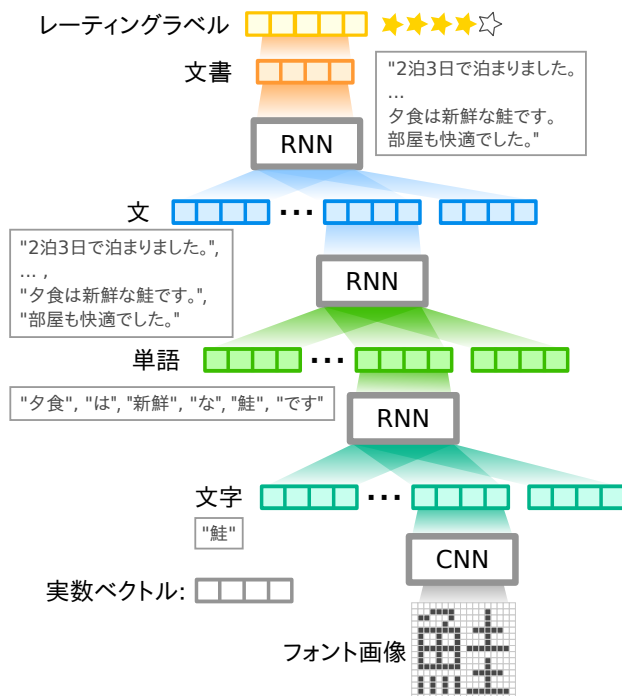 レーティングラベル
文書
"2泊3日で泊まりました。
...
夕食は新鮮な鮭です。
部屋も快適でした。"
RNN
文
...
"2泊3日で泊まりました。",
... ,
"夕食は新鮮な鮭です。",
"部屋も快適でした。"
RNN
単語
...
"夕食", "は", "新鮮", "な", "鮭", "です"
RNN
文字
...
"鮭"
CNN
実数ベクトル:
フォント画像
鮭